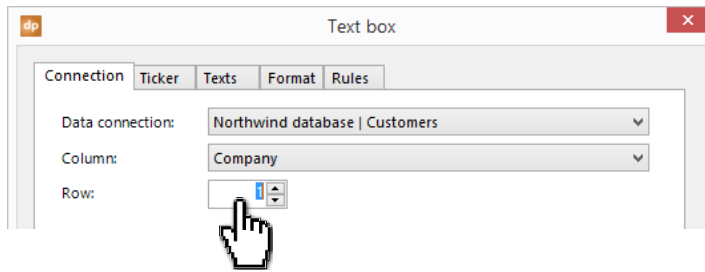 dp Text box
Connection Ticker Texts Format Rules
Data connection: Northwind database | Customers
Column: Company
Row: 1